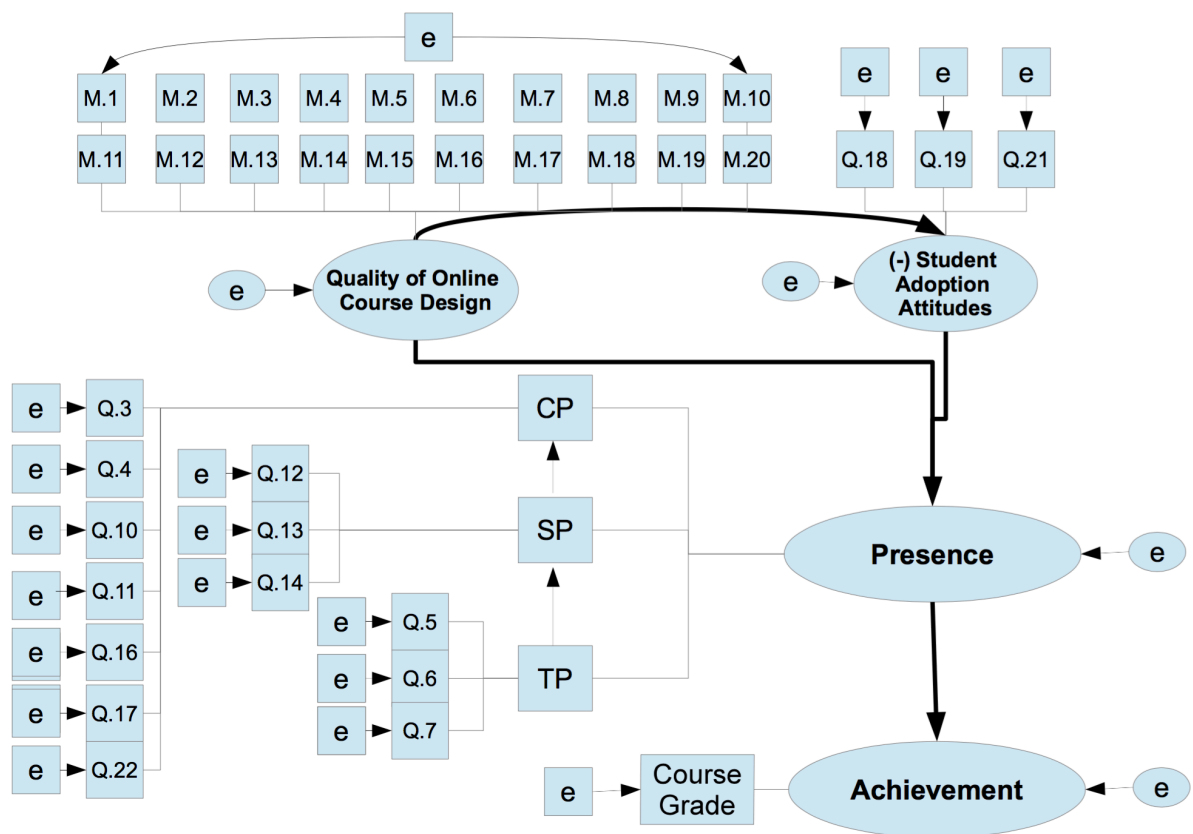 e
M.1 M.2 M.3 M.4 M.5 M.6 M.7 M.8 M.9 M.10
e e e
M.11 M.12 M.13 M.14 M.15 M.16 M.17 M.18 M.19 M.20
Q.18 Q.19 Q.21
e
Quality of Online
Course Design
e
(-) Student
Adoption
Attitudes
e Q.3
CP
e Q.4
e Q.12
e Q.10
e Q.13
SP
Presence
e
e Q.11
e Q.14
e Q.5
e Q.16
e Q.6
TP
e Q.17
e Q.7
e Q.22
e
Course
Grade
Achievement
e